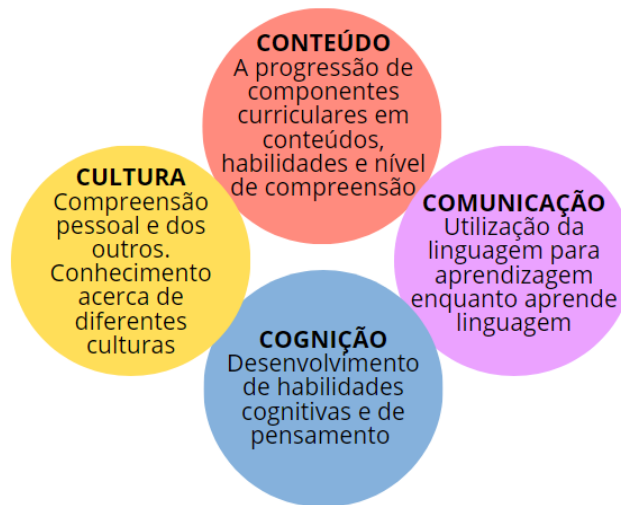 CONTEÚDO
A progressão de
componentes
curriculares em
conteúdos,
habilidades e nível
de compreensão
CULTURA
Compreensão
pessoal e dos
outros.
Conhecimento
acerca de
diferentes
culturas
COMUNICAÇÃO
Utilização da
linguagem para
aprendizagem
enquanto aprende
linguagem
COGNIÇÃO
Desenvolvimento
de habilidades
cognitivas e de
pensamento